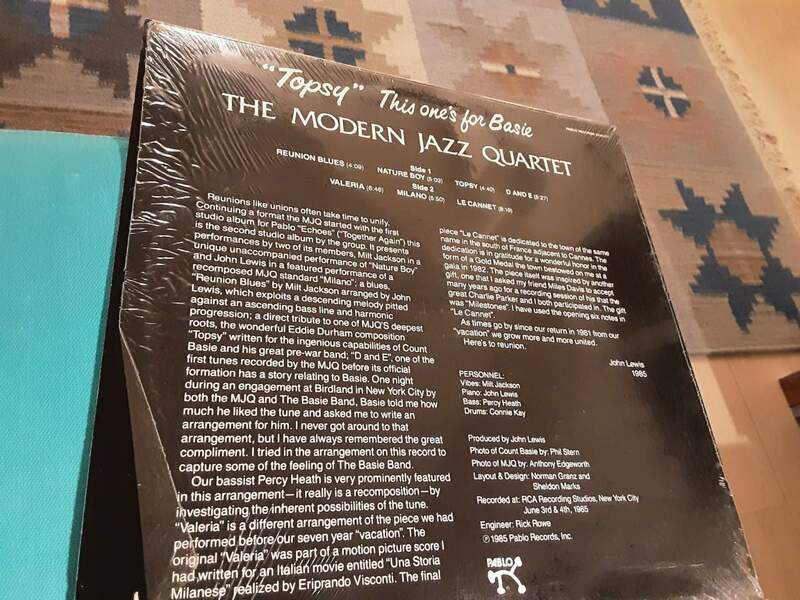 "Topsy" This one's for Basie
THE MODERN JAZZ QUARTET
Side 1
REUNION BLUES (4:09) NATURE BOY (5:03) TOPBY (4:40) D AND E (8:27)
Side 2
VALERIA (6:46) MILANO (5:50) LE CANNET (8:16)
Reunions like unions often take time to unify.
Continuing a format the MJQ started with the first
studio album for Pablo "Echoes" ("Together Again") this
is the second studio album by the group. It presents
performances by two of its members, Milt Jackson in a
unique unaccompanied performance of "Nature Boy"
and John Lewis in a featured performance of a
recomposed MJQ standard "Milano"; a blues,
"Reunion Blues" by Milt Jackson arranged by John
Lewis, which exploits a descending melody pitted
against an ascending bass line and harmonic
progression; a direct tribute to one of MJQ'S deepest
roots, the wonderful Eddie Durham composition
"Topsy" written for the ingenious capabilities of Count
Basie and his great pre-war band; "D and E", one of the
first tunes recorded by the MJQ before its official
formation has a story relating to Basie. One night
during an engagement at Birdland in New York City by
both the MJQ and The Basie Band, Basie told me how
much he liked the tune and asked me to write an
arrangement for him. I never got around to that
arrangement, but I have always remembered the great
compliment. I tried in the arrangement on this record to
capture some of the feeling of The Basie Band.
Our bassist Percy Heath is very prominently featured
in this arrangement—it really is a recomposition—by
investigating the inherent possibilities of the tune.
"Valeria" is a different arrangement of the piece we had
performed before our seven year "vacation". The
original "Valeria" was part of a motion picture score I
had written for an Italian movie entitled "Una Storia
Milanese" realized by Eriprando Visconti. The final
piece "Le Cannet" is dedicated to the town of the same
name in the south of France adjacent to Cannes. The
dedication is in gratitude for a wonderful honor in the
form of a Gold Medal the town bestowed on me at a
gala in 1982. The piece itself was inspired by another
gift, one that I asked my friend Miles Davis to accept
many years ago for a recording session of his that the
great Charlie Parker and I both participated in. The gift
was "Milestones". I have used the opening six notes in
"Le Cannet".
As times go by since our return in 1981 from our
"vacation" we grow more and more united.
Here's to reunion.
John Lewis
1985
PERSONNEL:
Vibes: Milt Jackson
Piano: John Lewis
Bass: Percy Heath
Drums: Connie Kay
Produced by John Lewis
Photo of Count Basie by: Phil Stern
Photo of MJQ by: Anthony Edgeworth
Layout & Design: Norman Granz and
Sheldon Marks
Recorded at: RCA Recording Studios, New York City
June 3rd & 4th, 1985
Engineer: Rick Rowe
℗ 1985 Pablo Records, Inc.
PABLO